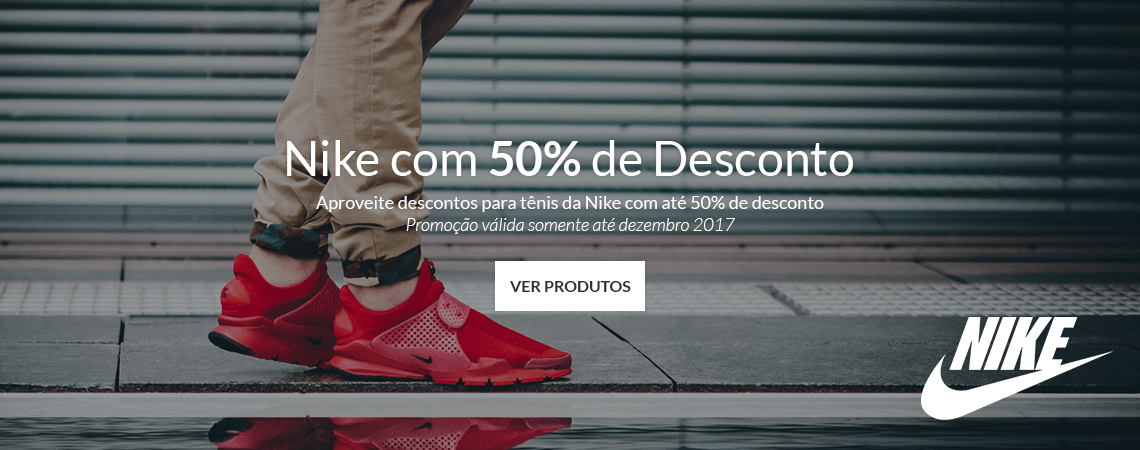 Nike com 50% de Desconto
Aproveite descontos para tênis da Nike com até 50% de desconto
Promoção válida somente até dezembro 2017
VER PRODUTOS
NIKE